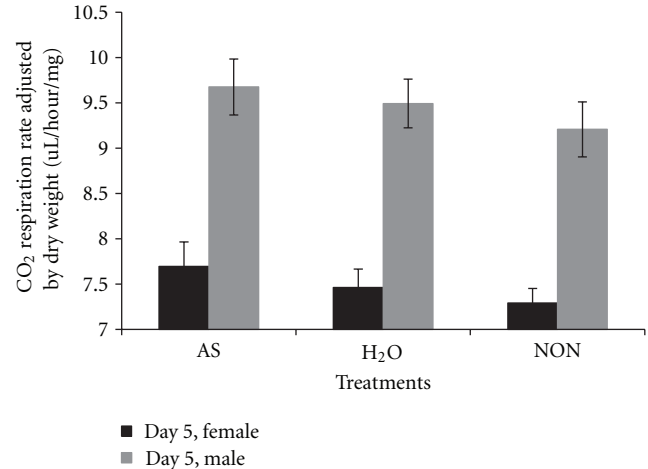 CO₂ respiration rate adjusted
by dry weight (uL/hour/mg)
10.5
10
9.5
9
8.5
8
7.5
7
AS
H₂O
NON
Treatments
Day 5, female
Day 5, male